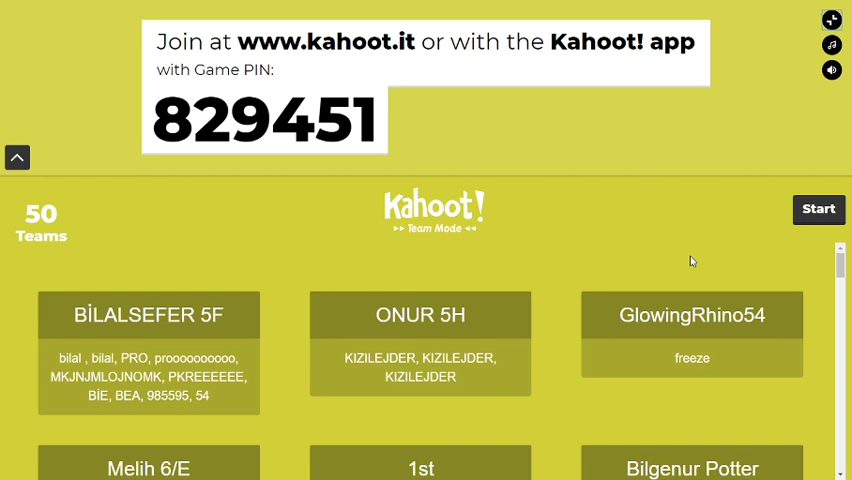 Join at www.kahoot.it or with the Kahoot! app
with Game PIN:
829451
50
Teams
Kahoot!
Team Mode
Start
BİLALSEFER 5F
bilal , bilal, PRO, proooooooooo,
MKJNJMLOJNOMK, PKREEEEEE,
BİE, BEA, 985595, 54
ONUR 5H
KIZILEJDER, KIZILEJDER,
KIZILEJDER
GlowingRhino54
freeze
Melih 6/E
1st
Bilgenur Potter